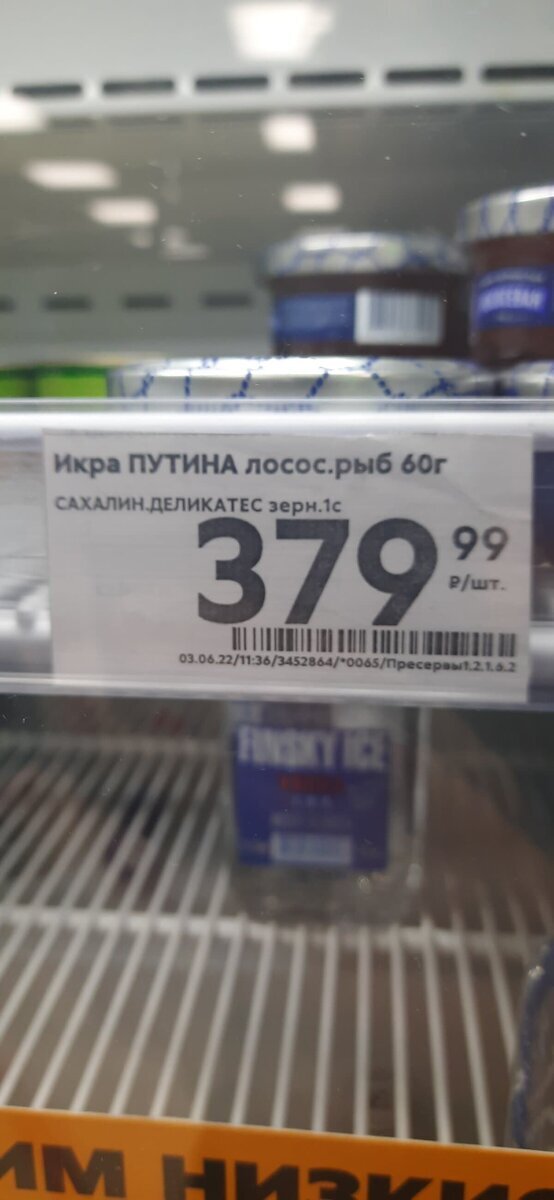 Икра ПУТИНА лосос.рыб 60г
САХАЛИН.ДЕЛИКАТЕС зерн.1с
379 99
₽/шт.
03.06.22/11:36/3452864/*0065/Пресервы1.2.1.6.2
FINSKY ICE
им низкие